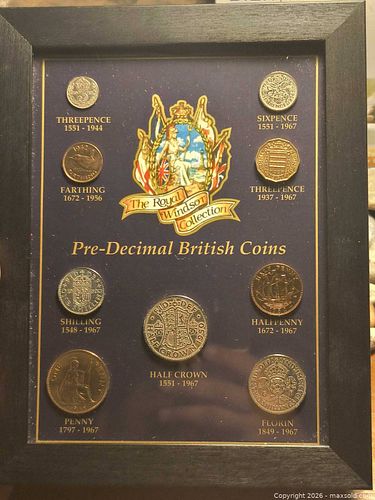 THREEPENCE
1551 - 1944
SIXPENCE
1551 - 1967
FARTHING
1672 - 1956
THREEPENCE
1937 - 1967
The Royal
Windsor
Collection
Pre-Decimal British Coins
SHILLING
1548 - 1967
HALFPENNY
1672 - 1967
HALF CROWN
HALF CROWN
1551 - 1967
PENNY
1797 - 1967
FLORIN
1849 - 1967
Copyright 2026 - maxsold.com